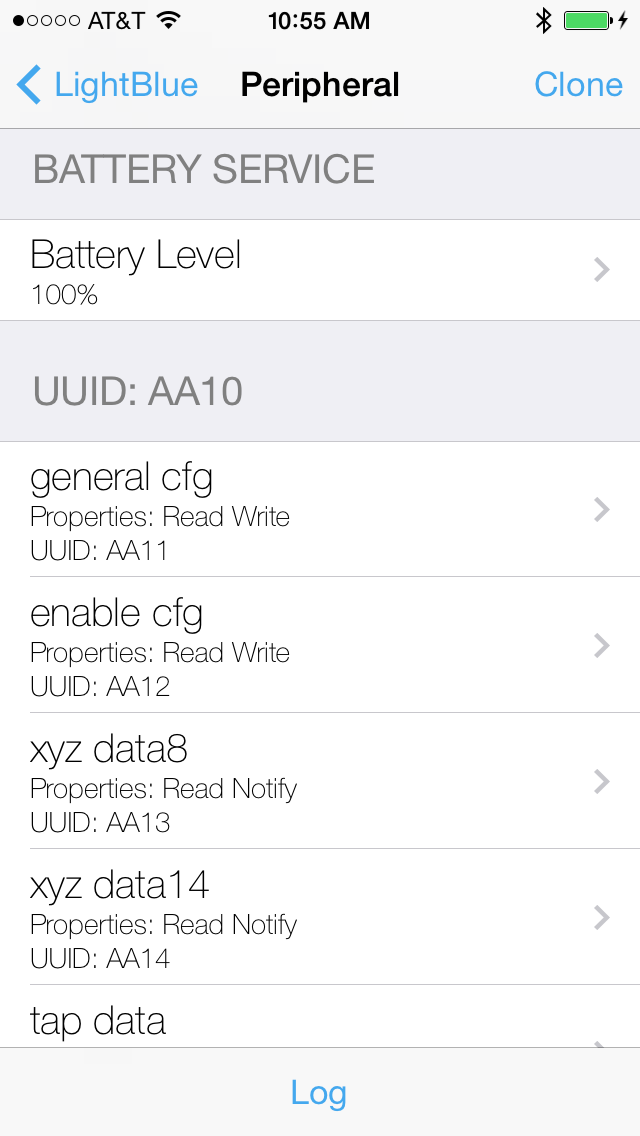 AT&T 10:55 AM
LightBlue Peripheral Clone
BATTERY SERVICE
Battery Level
100%
UUID: AA10
general cfg
Properties: Read Write
UUID: AA11
enable cfg
Properties: Read Write
UUID: AA12
xyz data8
Properties: Read Notify
UUID: AA13
xyz data14
Properties: Read Notify
UUID: AA14
tap data
Log